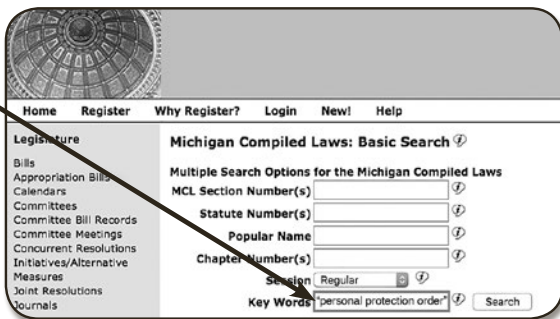 Home Register Why Register? Login New! Help
Legislature
Bills
Appropriation Bills
Calendars
Committees
Committee Bill Records
Committee Meetings
Concurrent Resolutions
Initiatives/Alternative
Measures
Joint Resolutions
Journals
Michigan Compiled Laws: Basic Search
Multiple Search Options for the Michigan Compiled Laws
MCL Section Number(s)
Statute Number(s)
Popular Name
Chapter Number(s)
Session Regular
Key Words "personal protection order" Search